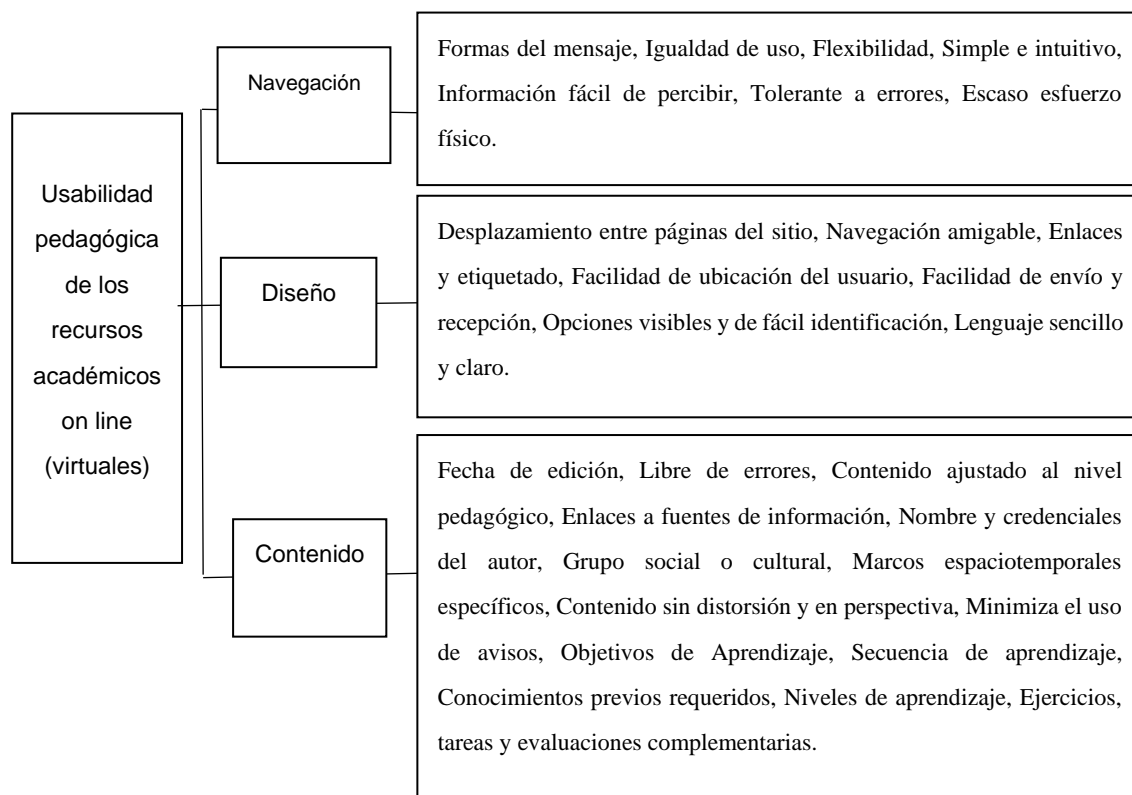 Usabilidad
pedagógica
de los
recursos
académicos
on line
(virtuales)
Navegación
Formas del mensaje, Igualdad de uso, Flexibilidad, Simple e intuitivo,
Información fácil de percibir, Tolerante a errores, Escaso esfuerzo
físico.
Diseño
Desplazamiento entre páginas del sitio, Navegación amigable, Enlaces
y etiquetado, Facilidad de ubicación del usuario, Facilidad de envío y
recepción, Opciones visibles y de fácil identificación, Lenguaje sencillo
y claro.
Contenido
Fecha de edición, Libre de errores, Contenido ajustado al nivel
pedagógico, Enlaces a fuentes de información, Nombre y credenciales
del autor, Grupo social o cultural, Marcos espaciotemporales
específicos, Contenido sin distorsión y en perspectiva, Minimiza el uso
de avisos, Objetivos de Aprendizaje, Secuencia de aprendizaje,
Conocimientos previos requeridos, Niveles de aprendizaje, Ejercicios,
tareas y evaluaciones complementarias.